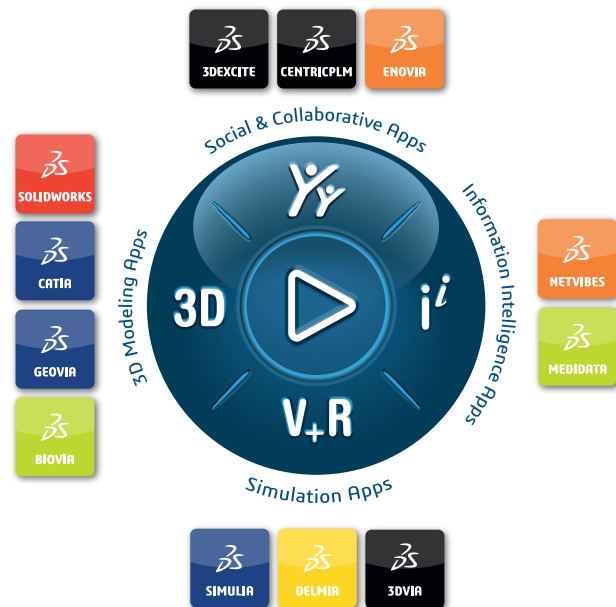 3DEXCITE
CENTRICPLM
ENOVIA
Social & Collaborative Apps
SOLIDWORKS
CATIA
GEOVIA
BIOVIA
3D Modeling Apps
3D
i i
V+R
Information Intelligence Apps
NETVIBES
MEDIDATA
Simulation Apps
SIMULIA
DELMIA
3DVIA